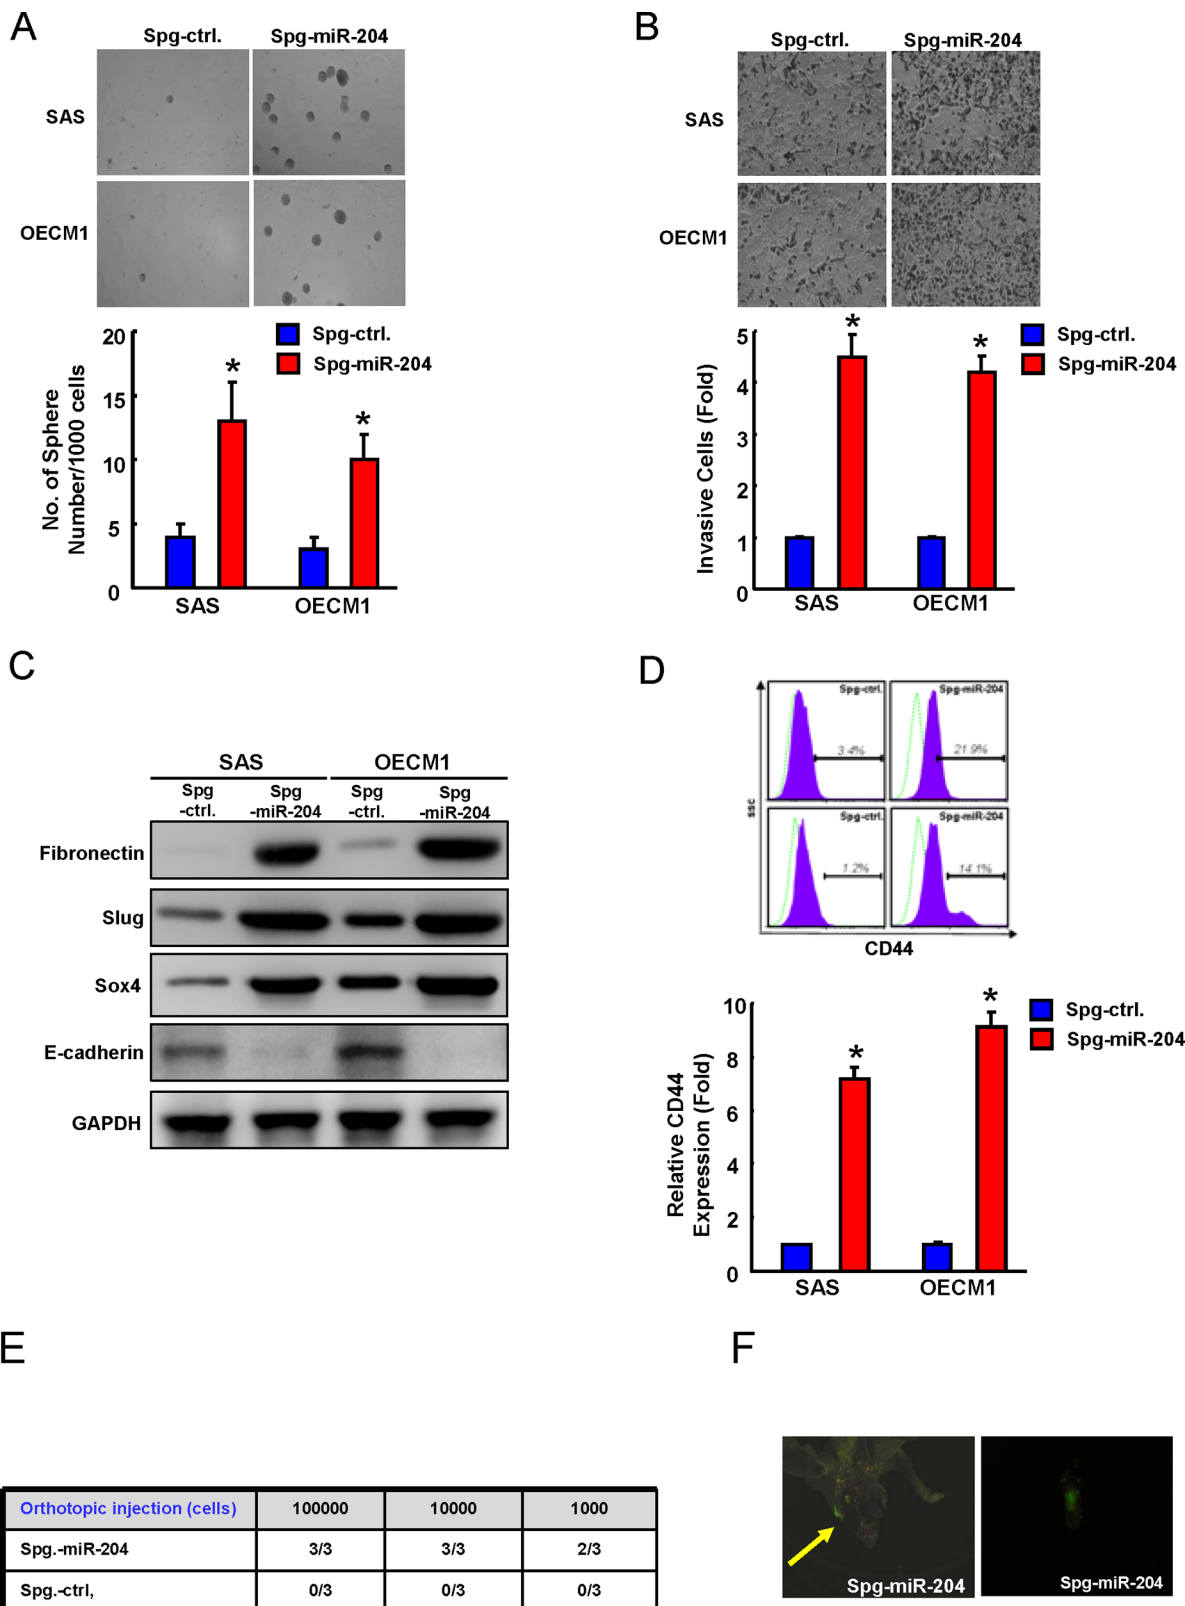 A
Spg-ctrl. Spg-miR-204
SAS
OECM1
Spg-ctrl.
Spg-miR-204
No. of Sphere
Number/1000 cells
20
15
10
5
0
*
*
SAS OECM1
B
Spg-ctrl. Spg-miR-204
SAS
OECM1
Spg-ctrl.
Spg-miR-204
Invasive Cells (Fold)
5
4
3
2
1
0
*
*
SAS OECM1
C
SAS OECM1
Spg Spg Spg Spg
-ctrl. -miR-204 -ctrl. -miR-204
Fibronectin
Slug
Sox4
E-cadherin
GAPDH
D
Spg-ctrl. Spg-miR-204
3.4% 21.9%
Spg-ctrl. Spg-miR-204
1.2% 14.1%
SSC
CD44
Spg-ctrl.
Spg-miR-204
Relative CD44
Expression (Fold)
10
8
6
4
2
0
*
*
SAS OECM1
E
Orthotopic injection (cells) 100000 10000 1000
Spg.-miR-204 3/3 3/3 2/3
Spg.-ctrl, 0/3 0/3 0/3
F
Spg-miR-204 Spg-miR-204